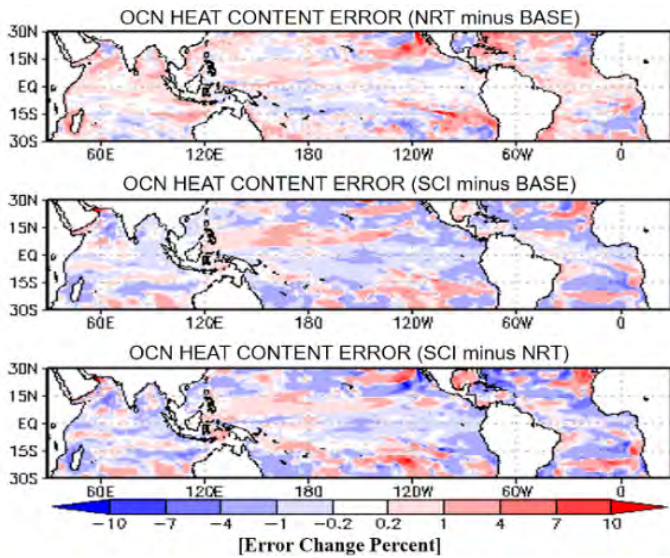 OCN HEAT CONTENT ERROR (NRT minus BASE)
30N
15N
EQ
15S
30S
60E 120E 180 120W 60W 0
OCN HEAT CONTENT ERROR (SCI minus BASE)
30N
15N
EQ
15S
30S
60E 120E 180 120W 60W 0
OCN HEAT CONTENT ERROR (SCI minus NRT)
30N
15N
EQ
15S
30S
60E 120E 180 120W 60W 0
−10 −7 −4 −1 −0.2 0.2 1 4 7 10
[Error Change Percent]